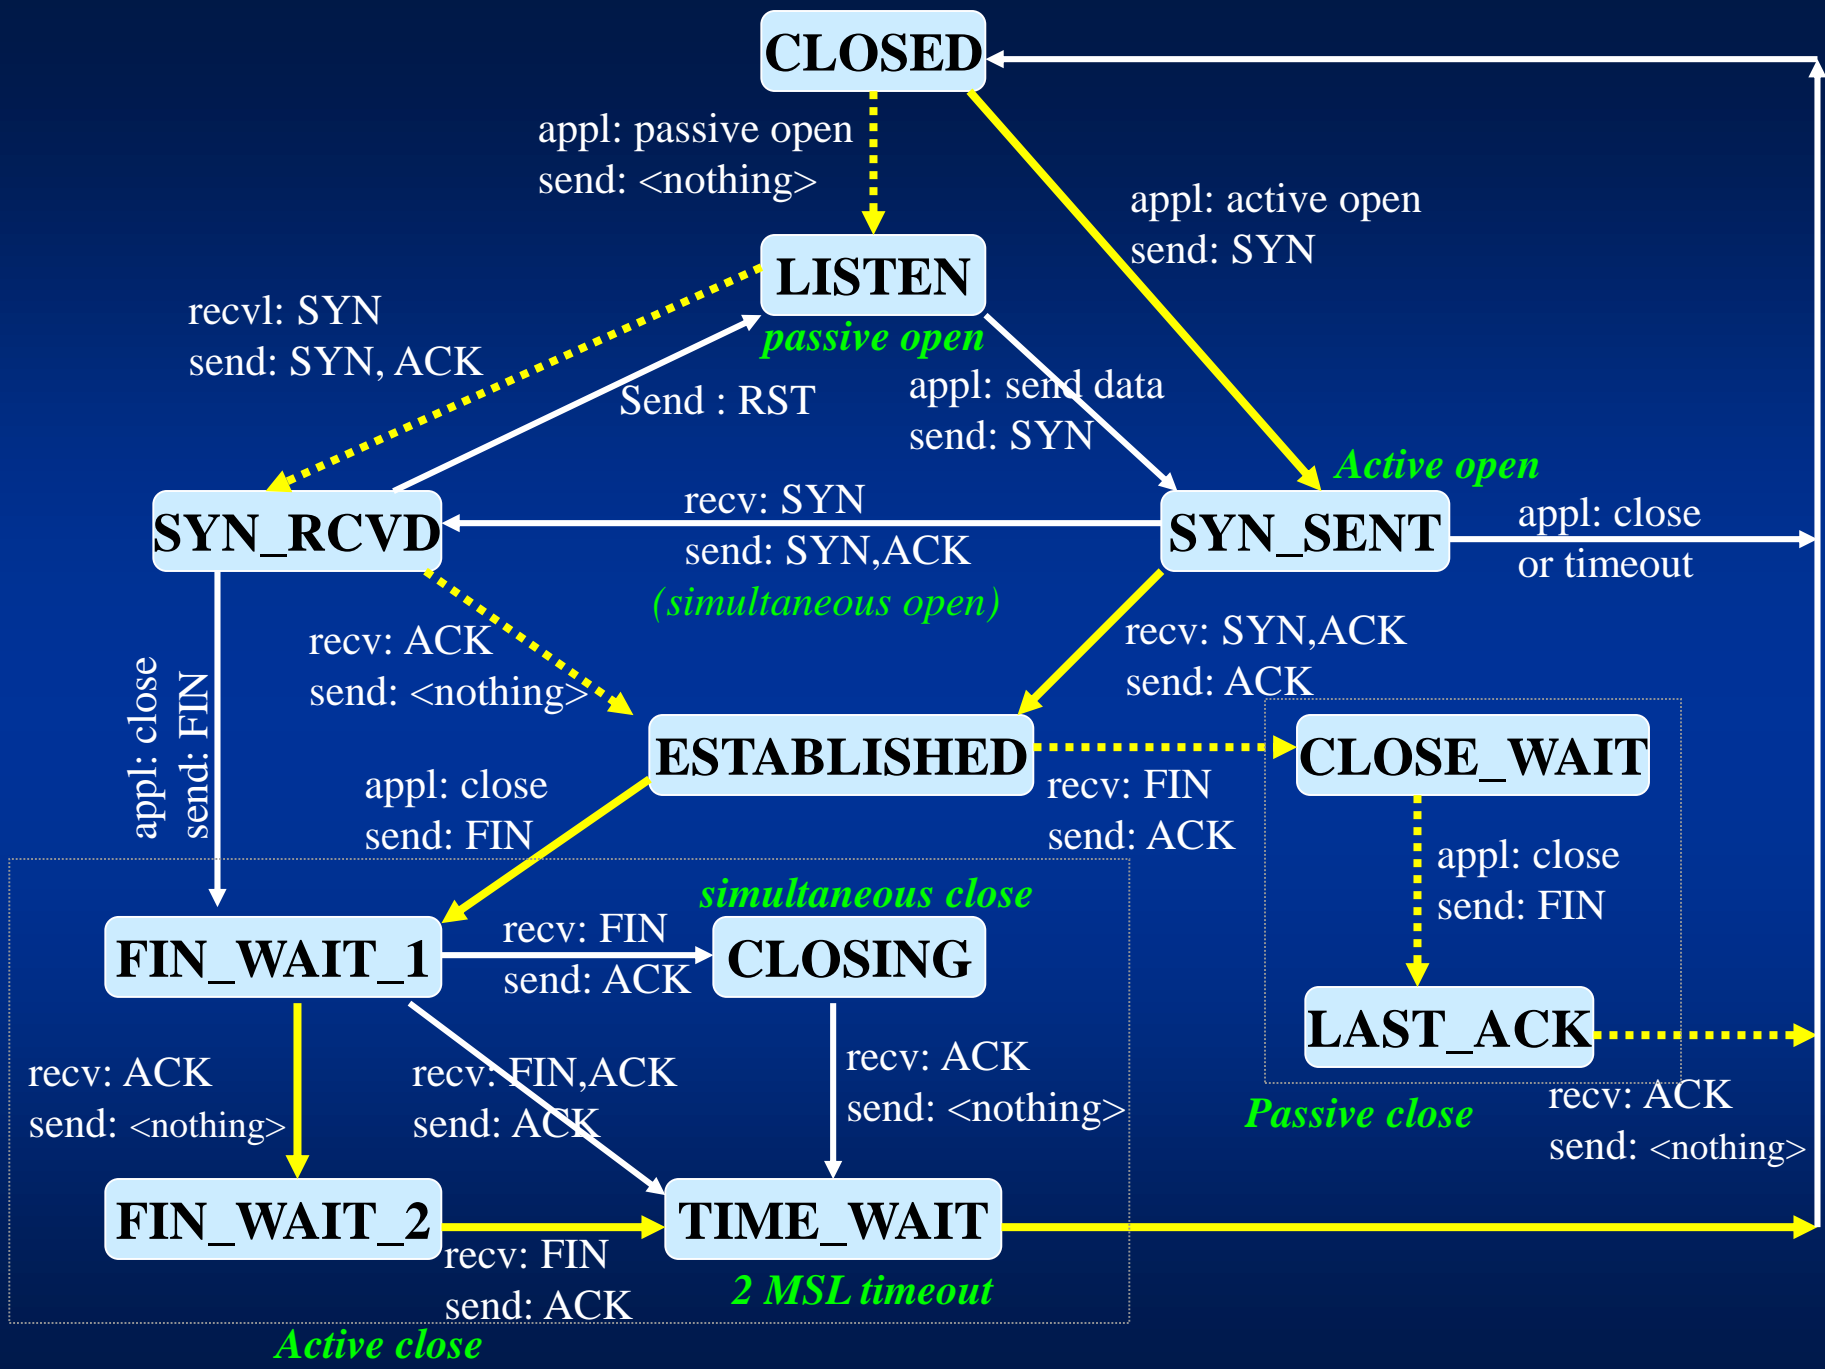 CLOSED
appl: passive open
send: <nothing>
appl: active open
send: SYN
LISTEN
passive open
recvl: SYN
send: SYN, ACK
Send : RST
appl: send data
send: SYN
Active open
SYN_RCVD
recv: SYN
send: SYN,ACK
(simultaneous open)
SYN_SENT
appl: close
or timeout
recv: ACK
send: <nothing>
recv: SYN,ACK
send: ACK
appl: close
send: FIN
ESTABLISHED
CLOSE_WAIT
appl: close
send: FIN
recv: FIN
send: ACK
appl: close
send: FIN
simultaneous close
FIN_WAIT_1
recv: FIN
send: ACK
CLOSING
LAST_ACK
recv: ACK
send: <nothing>
recv: FIN,ACK
send: ACK
recv: ACK
send: <nothing>
Passive close
recv: ACK
send: <nothing>
FIN_WAIT_2
recv: FIN
send: ACK
TIME_WAIT
2 MSL timeout
Active close